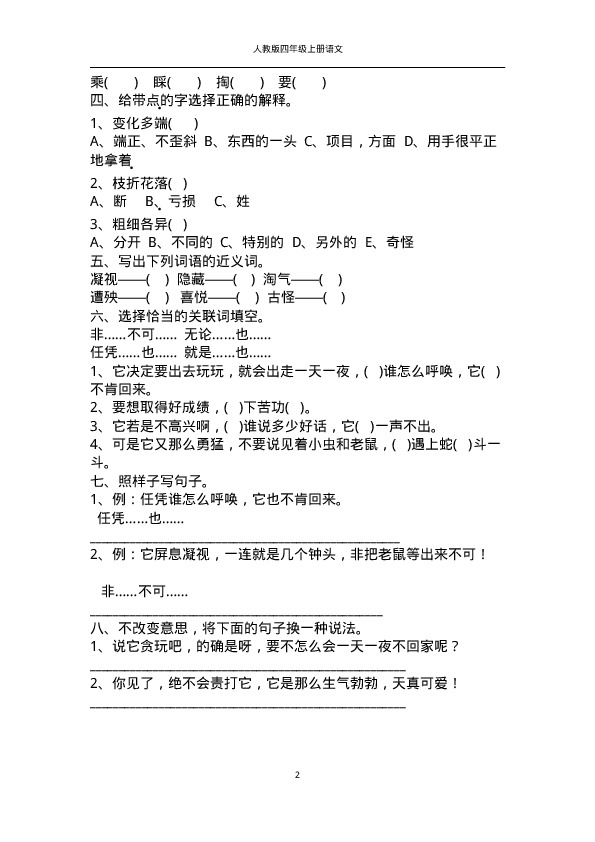 人教版四年级上册语文
乘(　　) 睬(　　) 掏(　　) 要(　　)
四、给带点的字选择正确的解释。
1、变化多端(　　)
A、端正、不歪斜 B、东西的一头 C、项目，方面 D、用手很平正
地拿着
2、枝折花落(　)
A、断　B、亏损　C、姓
3、粗细各异(　)
A、分开 B、不同的 C、特别的 D、另外的 E、奇怪
五、写出下列词语的近义词。
凝视——(　) 隐藏——(　) 淘气——(　)
遭殃——(　) 喜悦——(　) 古怪——(　)
六、选择恰当的关联词填空。
非……不可…… 无论……也……
任凭……也…… 就是……也……
1、它决定要出去玩玩，就会出走一天一夜，(　)谁怎么呼唤，它(　)
不肯回来。
2、要想取得好成绩，(　)下苦功(　)。
3、它若是不高兴啊，(　)谁说多少好话，它(　)一声不出。
4、可是它又那么勇猛，不要说见着小虫和老鼠，(　)遇上蛇(　)斗一
斗。
七、照样子写句子。
1、例：任凭谁怎么呼唤，它也不肯回来。
任凭……也……
2、例：它屏息凝视，一连就是几个钟头，非把老鼠等出来不可！
非……不可……
八、不改变意思，将下面的句子换一种说法。
1、说它贪玩吧，的确是呀，要不怎么会一天一夜不回家呢？
2、你见了，绝不会责打它，它是那么生气勃勃，天真可爱！
2